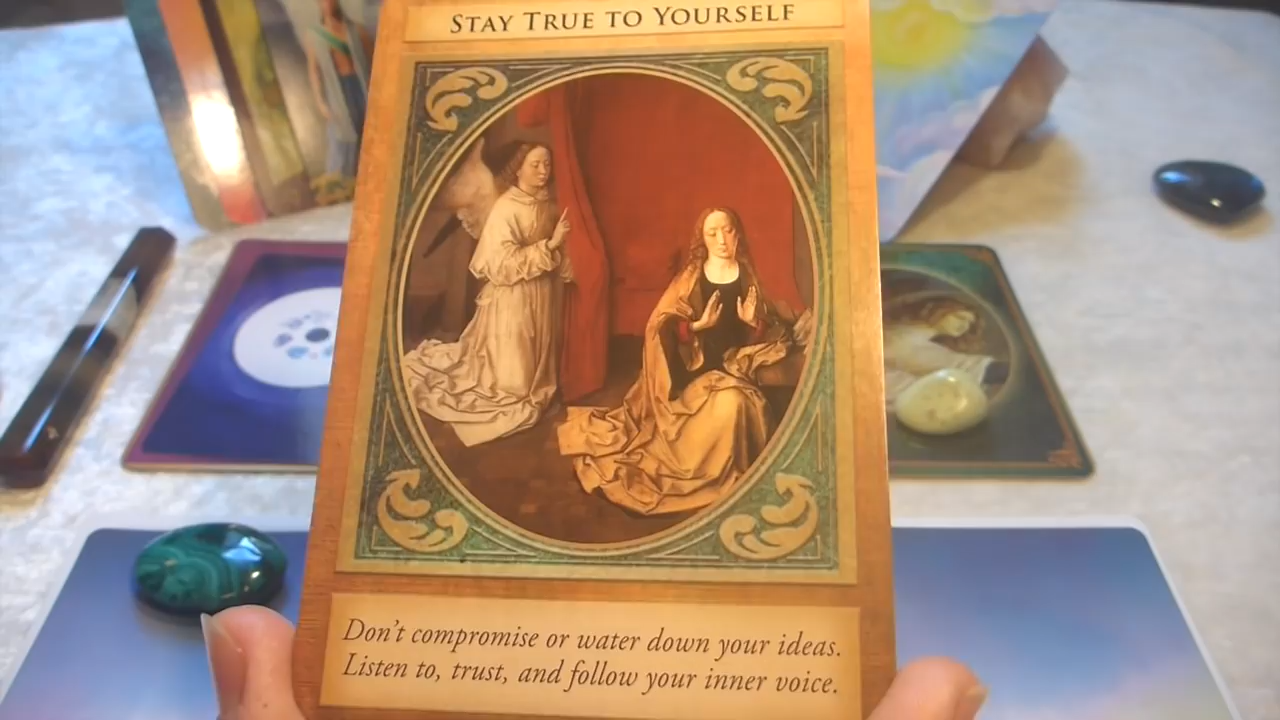 STAY TRUE TO YOURSELF
Don't compromise or water down your ideas.
Listen to, trust, and follow your inner voice.